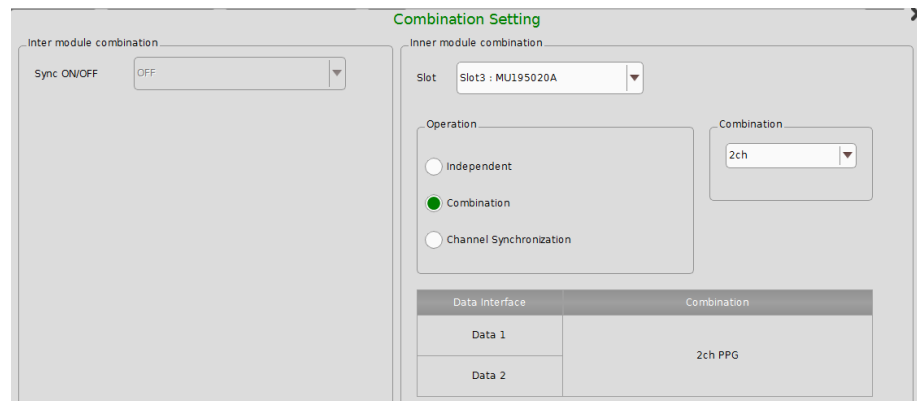 Combination Setting
Inter module combination
Sync ON/OFF
OFF
Inner module combination
Slot
Slot3 : MU195020A
Operation
Independent
Combination
Channel Synchronization
Combination
2ch
Data Interface
Combination
Data 1
Data 2
2ch PPG